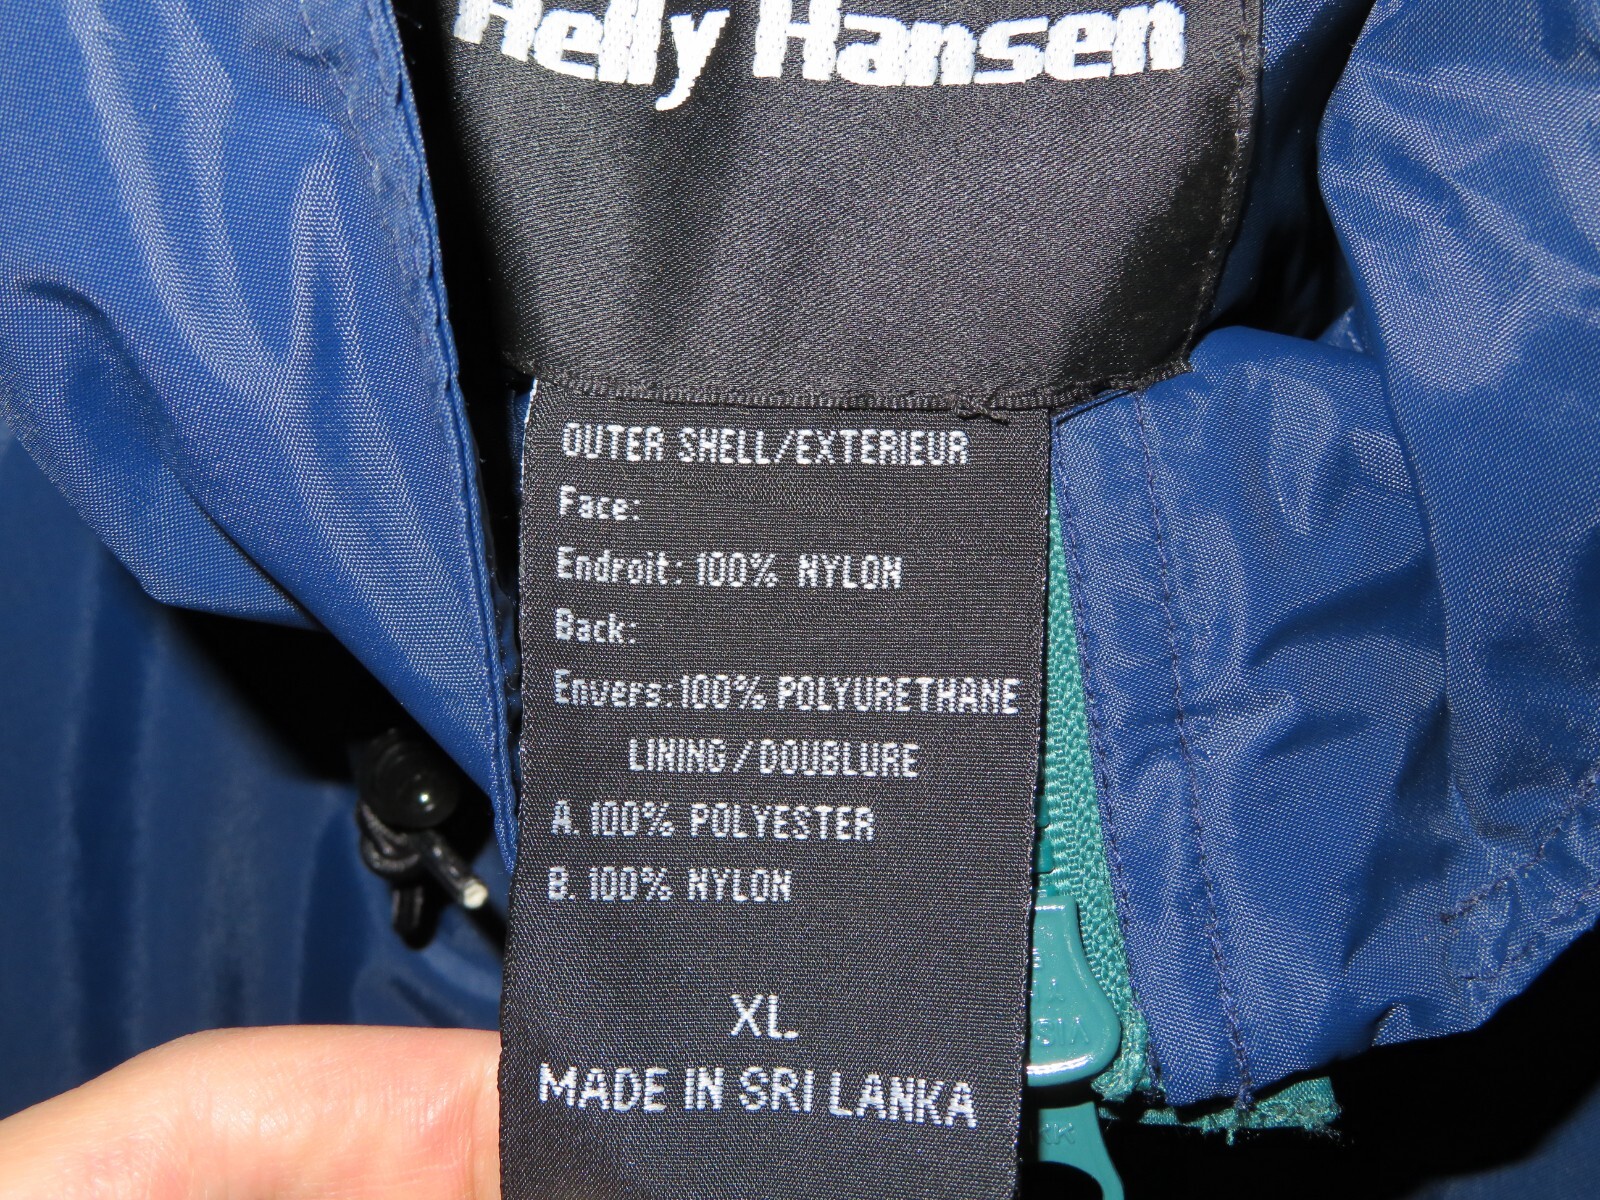 Helly Hansen
OUTER SHELL/EXTERIEUR
Face:
Endroit: 100% NYLON
Back:
Envers: 100% POLYURETHANE
LINING/DOUBLURE
A. 100% POLYESTER
B. 100% NYLON
XL
MADE IN SRI LANKA